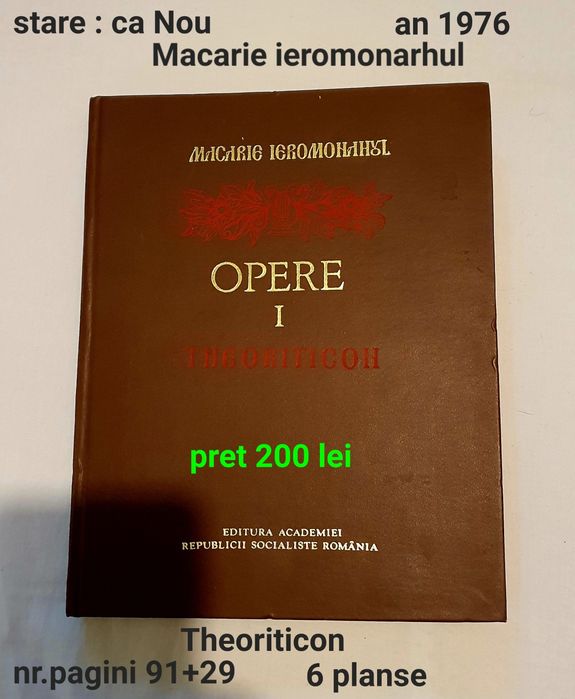 stare : ca Nou an 1976
Macarie ieromonarhul
MACARIE IEROMONAHUL
OPERE
I
THEORITICON
pret 200 lei
EDITURA ACADEMIEI
REPUBLICII SOCIALISTE ROMÂNIA
Theoriticon
nr.pagini 91+29 6 planse